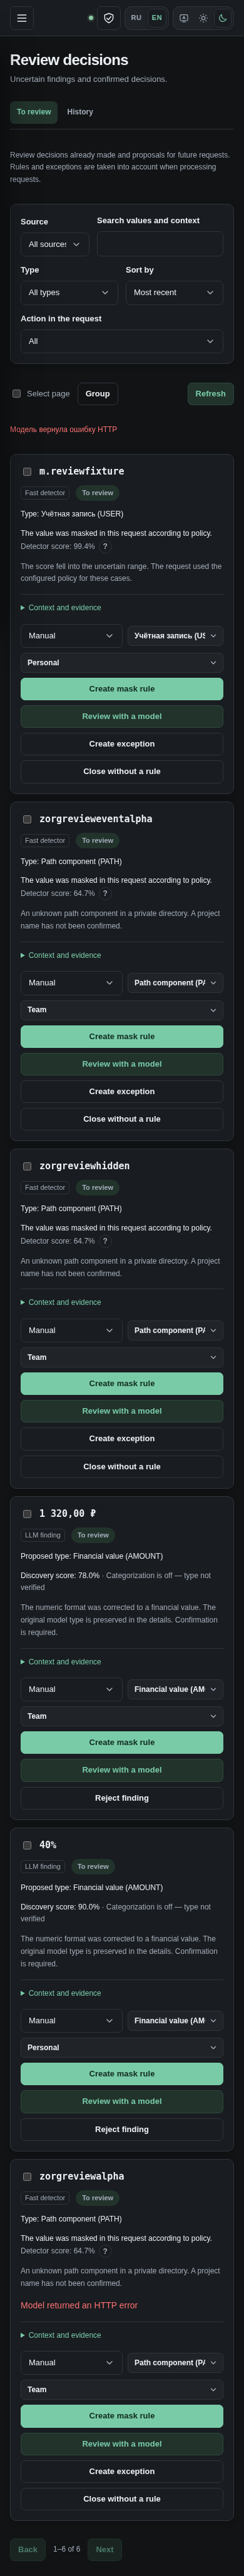 RU EN
Review decisions
Uncertain findings and confirmed decisions.
To review History
Review decisions already made and proposals for future requests.
Rules and exceptions are taken into account when processing
requests.
Source Search values and context
All sources
Type Sort by
All types Most recent
Action in the request
All
Select page Group Refresh
Модель вернула ошибку HTTP
m.reviewfixture
Fast detector To review
Type: Учётная запись (USER)
The value was masked in this request according to policy.
Detector score: 99.4% ?
The score fell into the uncertain range. The request used the
configured policy for these cases.
Context and evidence
Manual Учётная запись (US
Personal
Create mask rule
Review with a model
Create exception
Close without a rule
zorgrevieweventalpha
Fast detector To review
Type: Path component (PATH)
The value was masked in this request according to policy.
Detector score: 64.7% ?
An unknown path component in a private directory. A project
name has not been confirmed.
Context and evidence
Manual Path component (PA
Team
Create mask rule
Review with a model
Create exception
Close without a rule
zorgreviewhidden
Fast detector To review
Type: Path component (PATH)
The value was masked in this request according to policy.
Detector score: 64.7% ?
An unknown path component in a private directory. A project
name has not been confirmed.
Context and evidence
Manual Path component (PA
Team
Create mask rule
Review with a model
Create exception
Close without a rule
1 320,00 ₽
LLM finding To review
Proposed type: Financial value (AMOUNT)
Discovery score: 78.0% · Categorization is off — type not
verified
The numeric format was corrected to a financial value. The
original model type is preserved in the details. Confirmation
is required.
Context and evidence
Manual Financial value (AM
Team
Create mask rule
Review with a model
Reject finding
40%
LLM finding To review
Proposed type: Financial value (AMOUNT)
Discovery score: 90.0% · Categorization is off — type not
verified
The numeric format was corrected to a financial value. The
original model type is preserved in the details. Confirmation
is required.
Context and evidence
Manual Financial value (AM
Personal
Create mask rule
Review with a model
Reject finding
zorgreviewalpha
Fast detector To review
Type: Path component (PATH)
The value was masked in this request according to policy.
Detector score: 64.7% ?
An unknown path component in a private directory. A project
name has not been confirmed.
Model returned an HTTP error
Context and evidence
Manual Path component (PA
Team
Create mask rule
Review with a model
Create exception
Close without a rule
Back 1–6 of 6 Next